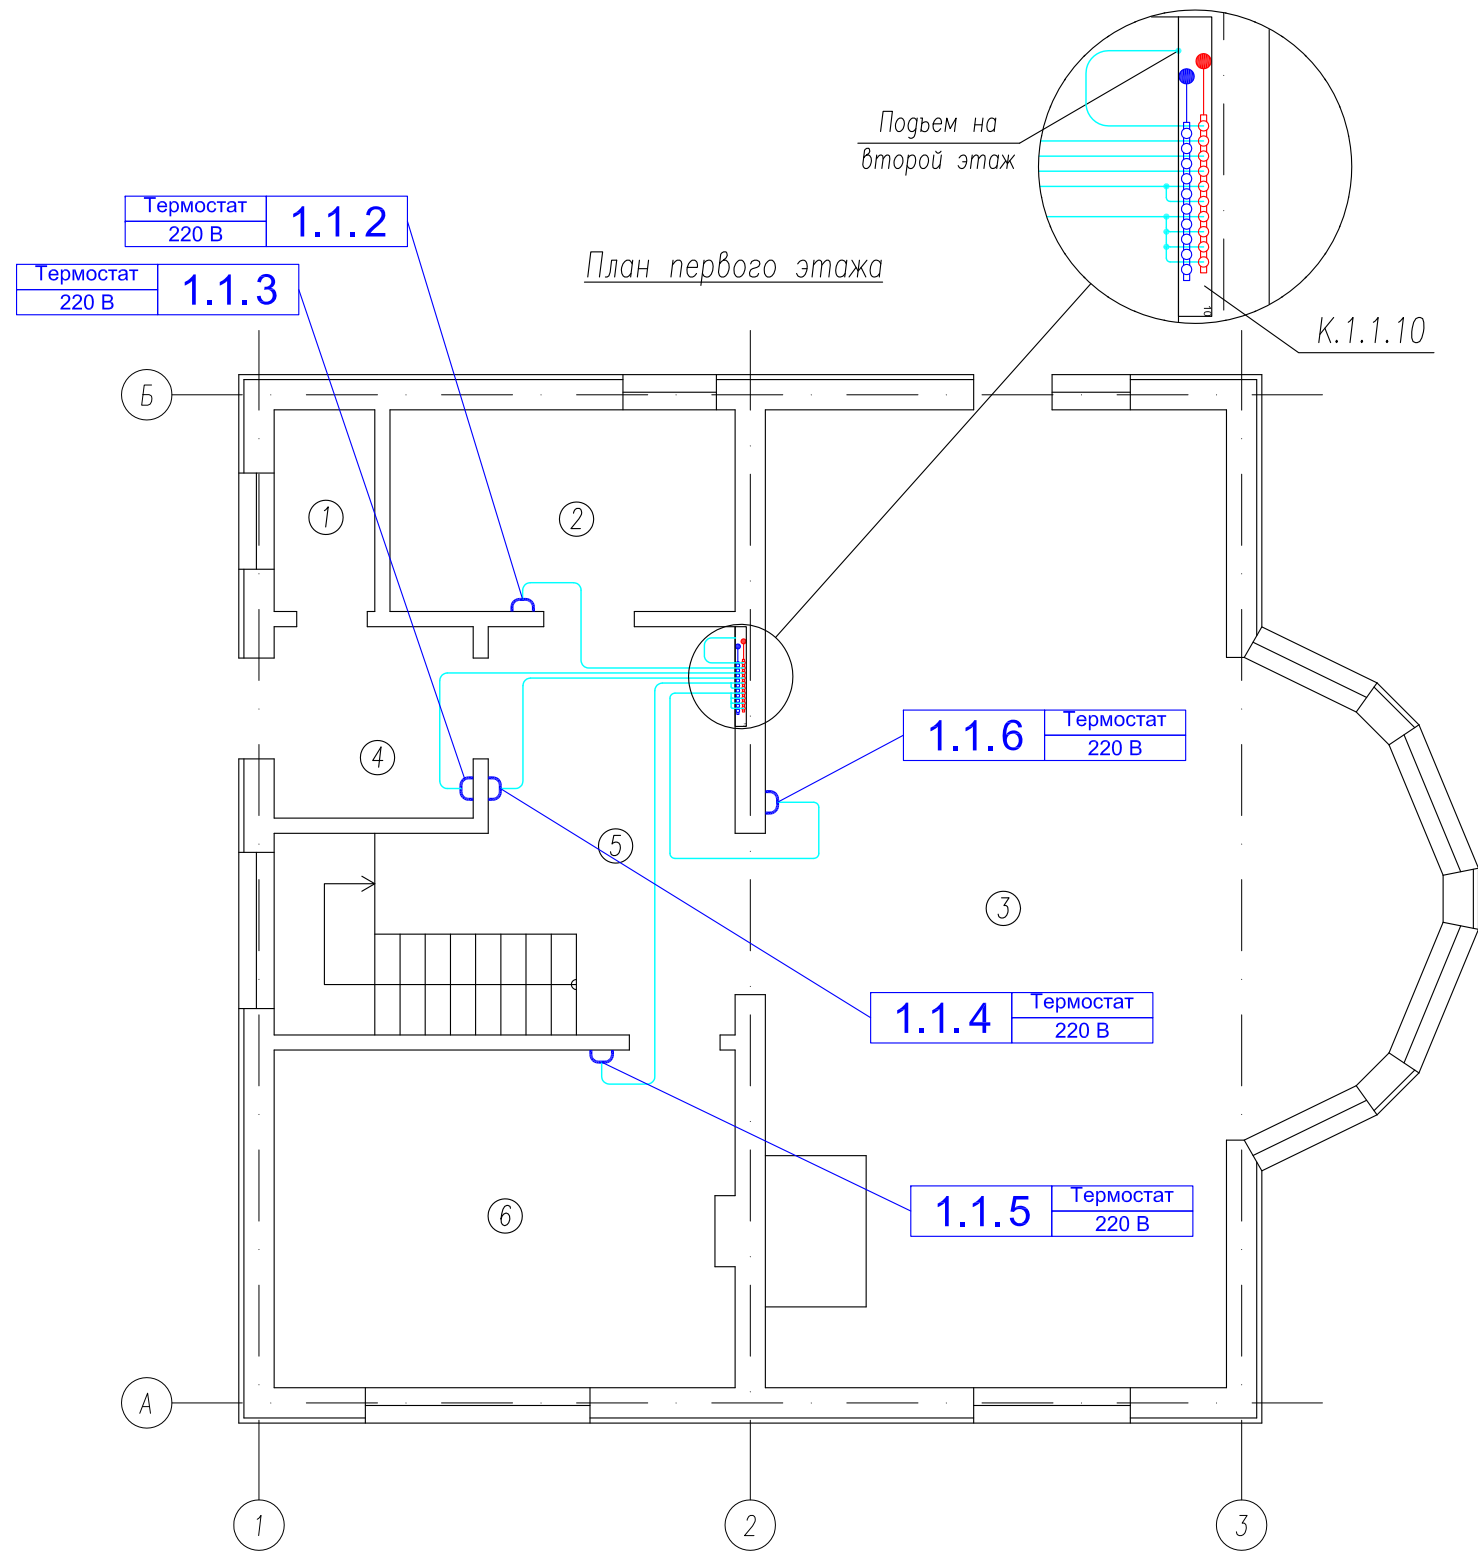 Подъем на
второй этаж
Термостат
220 В
1.1.2
План первого этажа
Термостат
220 В
1.1.3
10
К.1.1.10
Б
1
2
1.1.6
Термостат
220 В
4
5
3
1.1.4
Термостат
220 В
1.1.5
Термостат
220 В
6
А
1
2
3